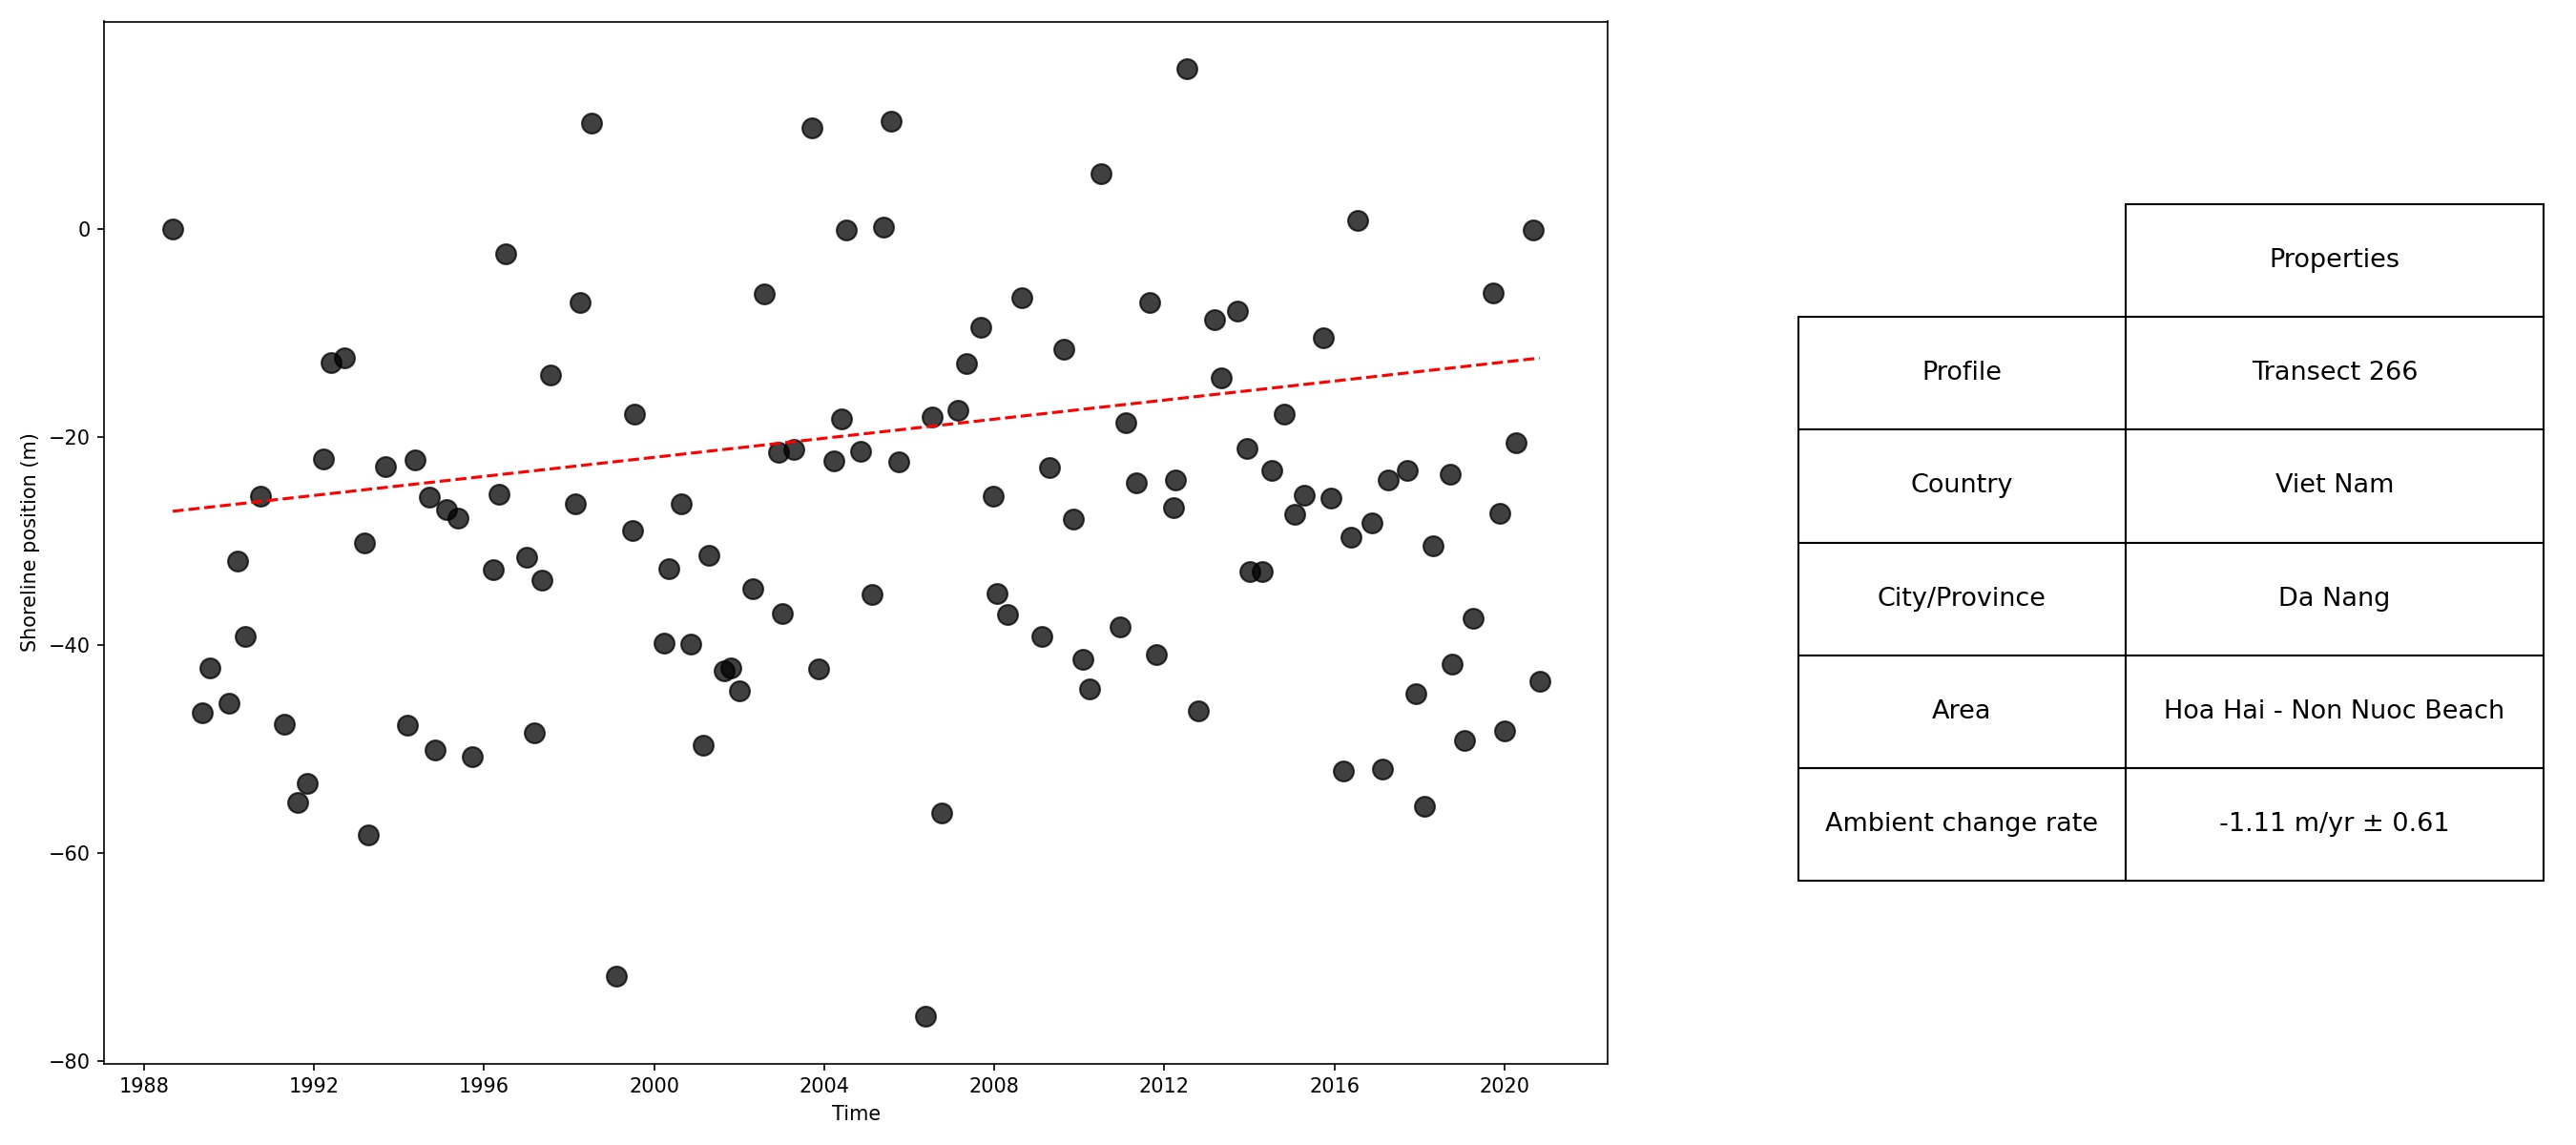 Shoreline position (m)
0
−20
−40
−60
−80
1988 1992 1996 2000 2004 2008 2012 2016 2020
Time
Properties
Profile Transect 266
Country Viet Nam
City/Province Da Nang
Area Hoa Hai - Non Nuoc Beach
Ambient change rate -1.11 m/yr ± 0.61